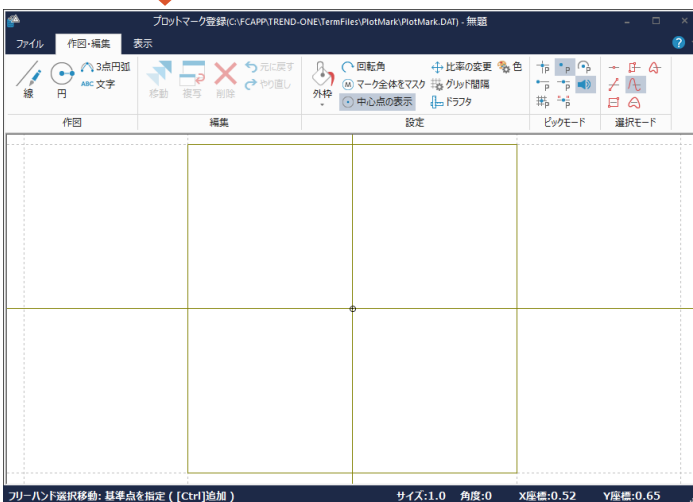 プロットマーク登録(C:\FCAPP\TREND-ONE\TermFiles\PlotMark\PlotMark.DAT) - 無題
ファイル 作図・編集 表示
線 円 3点円弧 ABC 文字
移動 複写 削除 元に戻す やり直し
外枠 回転角 比率の変更 色
M マーク全体をマスク グリッド間隔
中心点の表示 ドラフタ
P P P
P P
P P
作図 編集 設定 ピックモード 選択モード
フリーハンド選択移動: 基準点を指定 ( [Ctrl]追加 ) サイズ:1.0 角度:0 X座標:0.52 Y座標:0.65